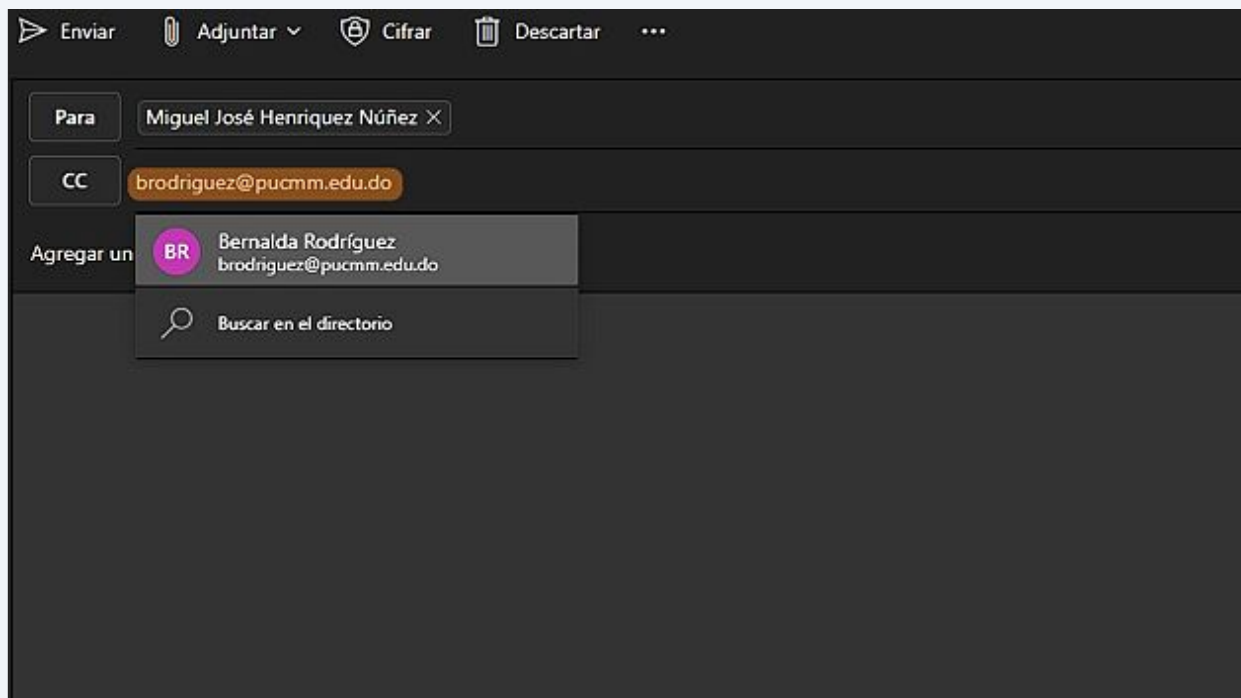 Enviar Adjuntar Cifrar Descartar ...
Para Miguel José Henriquez Núñez
CC brodriguez@pucmm.edu.do
Agregar un
BR Bernalda Rodríguez
brodriguez@pucmm.edu.do
Buscar en el directorio